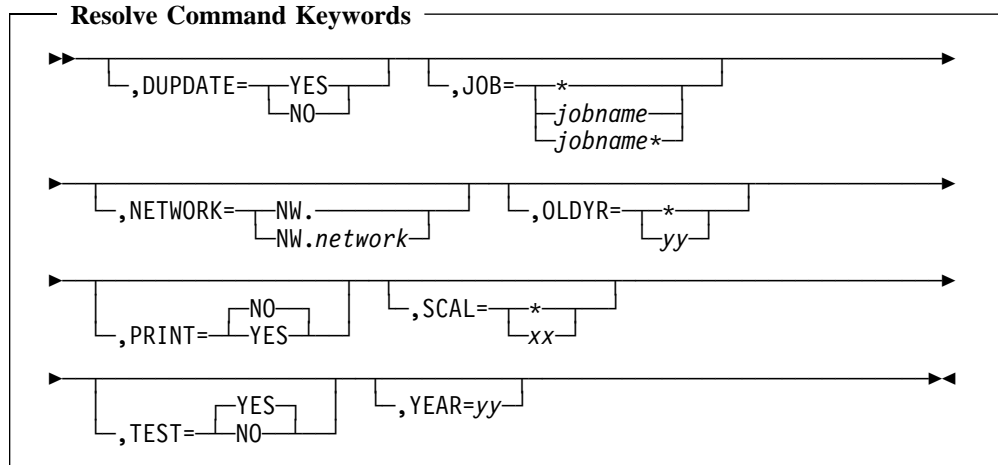 Resolve Command Keywords
,DUPDATE= YES ,JOB= *
NO jobname
jobname*
,NETWORK= NW. ,OLDYR= *
NW.network yy
NO
,PRINT= YES ,SCAL= *
xx
YES
,TEST= NO ,YEAR=yy